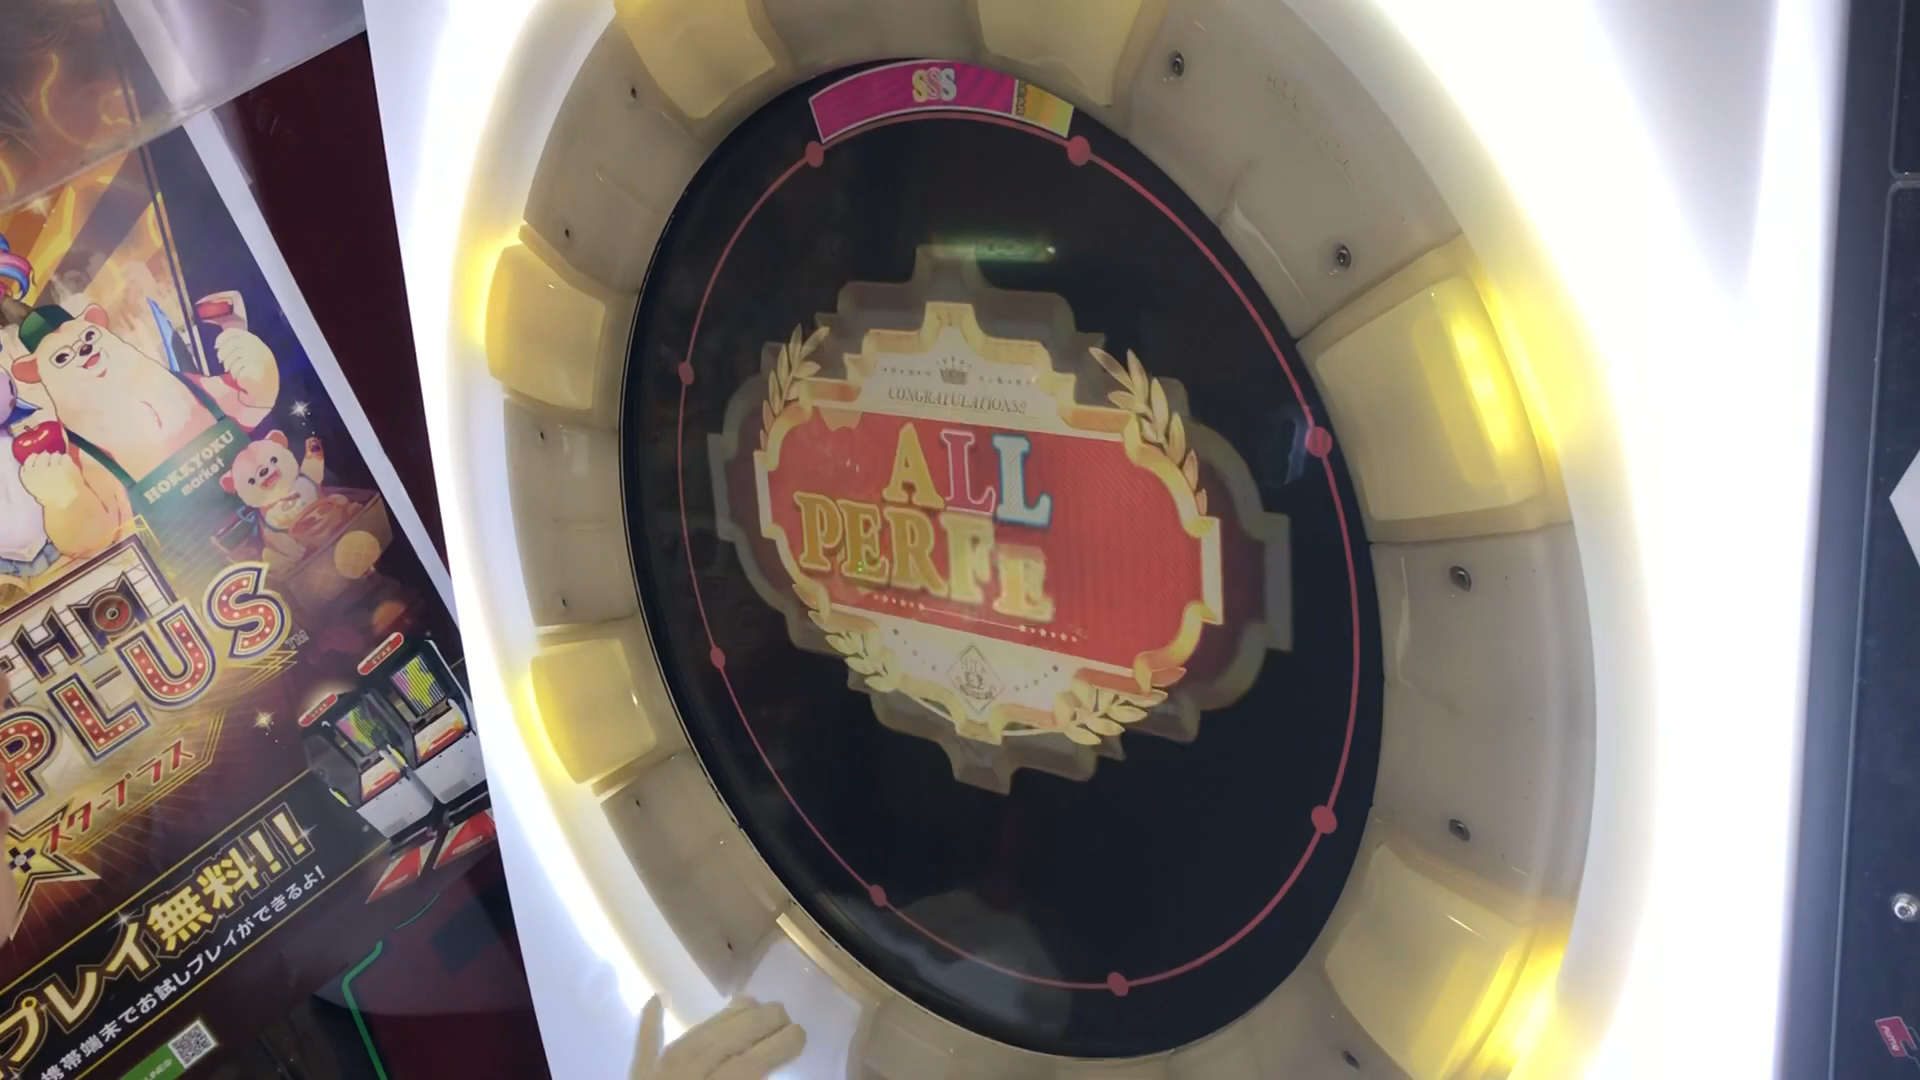 SSS
CONGRATULATIONS!!
ALL
PERFE
HOKKYOKU
market
PLUS
TM
スタープラス
プレイ無料!!
携帯端末でお試しプレイができるよ!